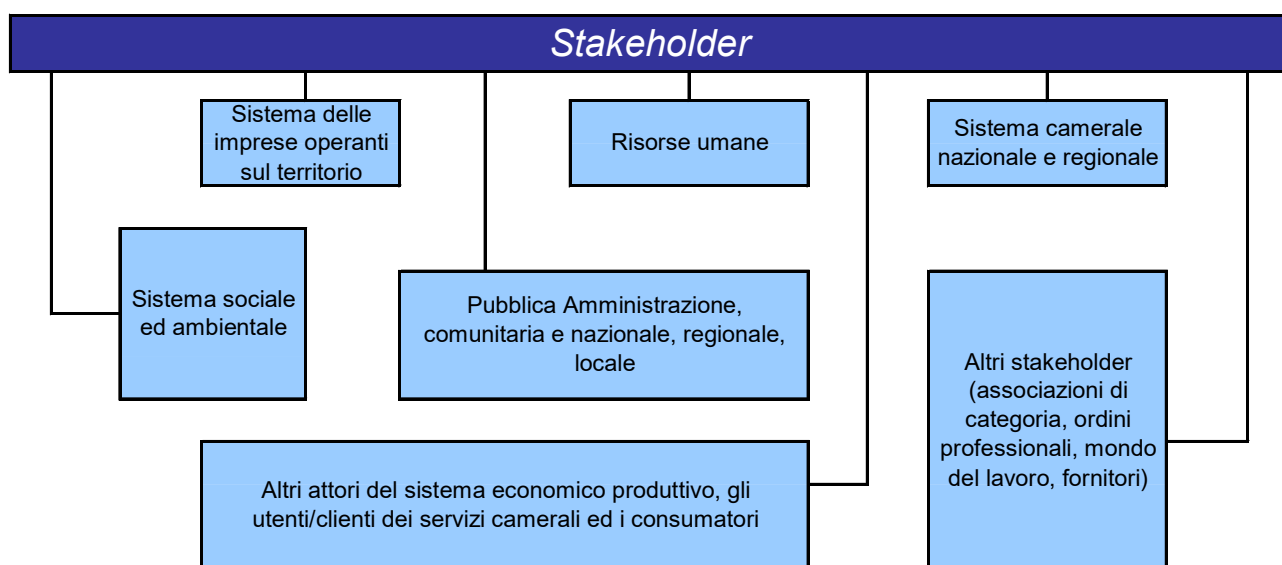 Stakeholder
Sistema delle
imprese operanti
sul territorio
Risorse umane
Sistema camerale
nazionale e regionale
Sistema sociale
ed ambientale
Pubblica Amministrazione,
comunitaria e nazionale, regionale,
locale
Altri stakeholder
(associazioni di
categoria, ordini
professionali, mondo
del lavoro, fornitori)
Altri attori del sistema economico produttivo, gli
utenti/clienti dei servizi camerali ed i consumatori